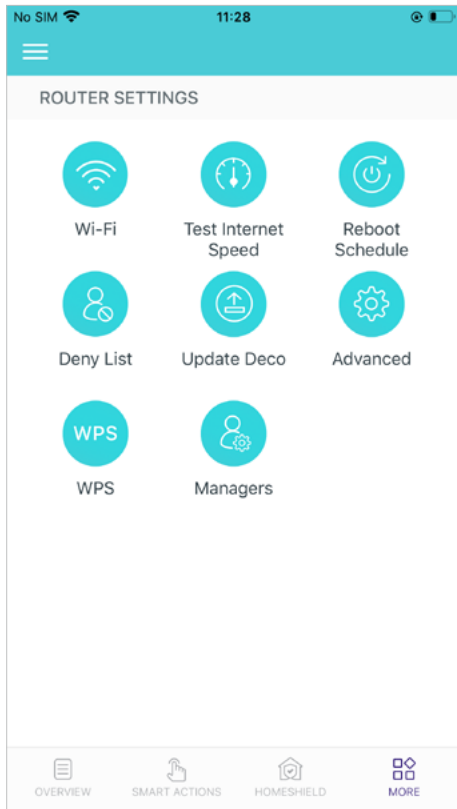 No SIM 11:28
ROUTER SETTINGS
Wi-Fi
Test Internet
Speed
Reboot
Schedule
Deny List
Update Deco
Advanced
WPS
WPS
Managers
OVERVIEW
SMART ACTIONS
HOMESHIELD
MORE